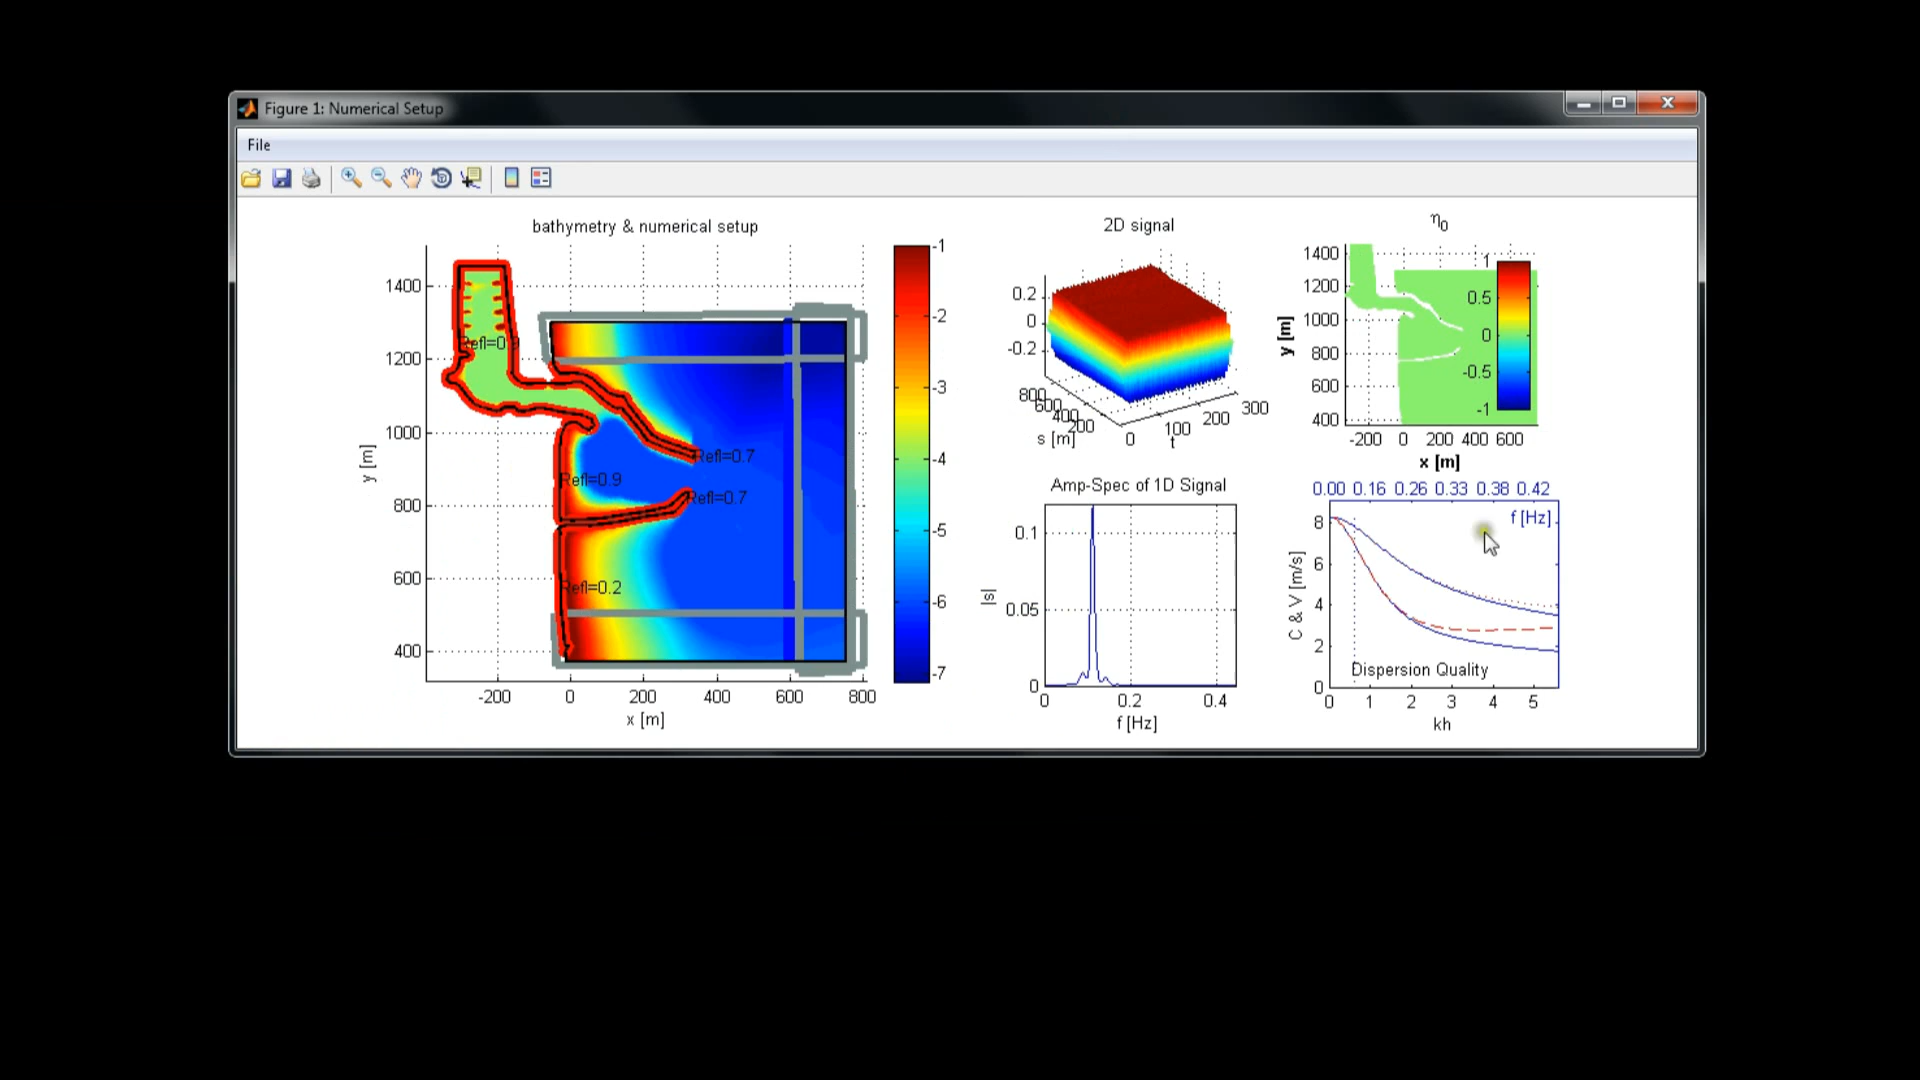 Figure 1: Numerical Setup
File
bathymetry & numerical setup
1400
1200
1000
800
600
400
y [m]
-200 0 200 400 600 800
x [m]
Refl=0.7
Refl=0.9
Refl=0.7
Refl=0.2
-1
-2
-3
-4
-5
-6
-7
2D signal
0.2
0
-0.2
800
600
400
200
s [m]
0 100 200 300
t
η0
1400
1200
1000
800
600
400
y [m]
1
0.5
0
-0.5
-1
-200 0 200 400 600
x [m]
Amp-Spec of 1D Signal
0.1
0.05
0
|s|
0 0.2 0.4
f [Hz]
0.00 0.16 0.26 0.33 0.38 0.42
f [Hz]
8
6
4
2
0
C & V [m/s]
Dispersion Quality
0 1 2 3 4 5
kh